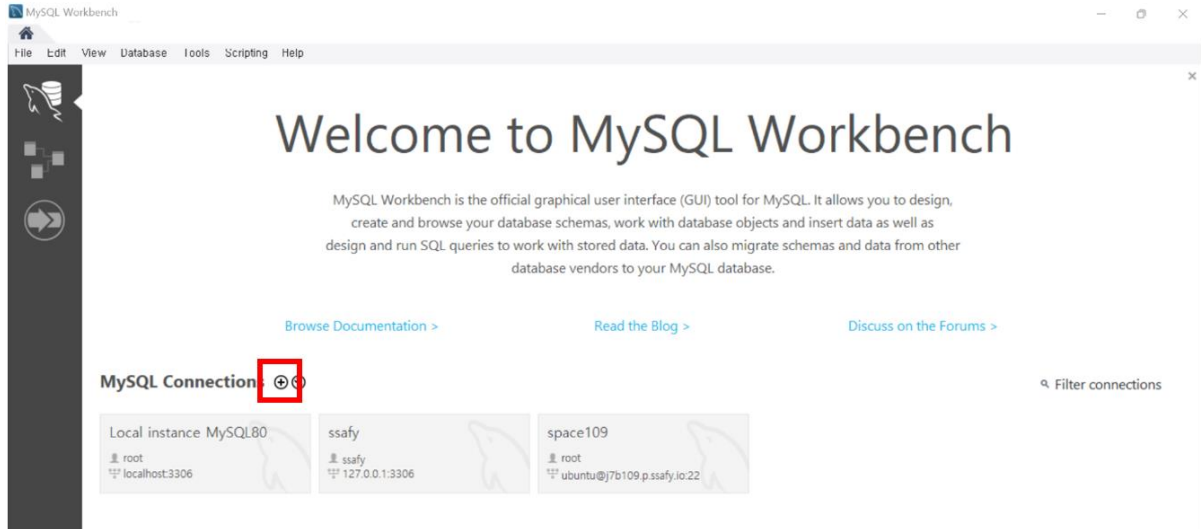 MySQL Workbench
File Edit View Database Tools Scripting Help
Welcome to MySQL Workbench
MySQL Workbench is the official graphical user interface (GUI) tool for MySQL. It allows you to design,
create and browse your database schemas, work with database objects and insert data as well as
design and run SQL queries to work with stored data. You can also migrate schemas and data from other
database vendors to your MySQL database.
Browse Documentation > Read the Blog > Discuss on the Forums >
MySQL Connections Filter connections
Local instance MySQL80 ssafy space109
root ssafy root
localhost:3306 127.0.0.1:3306 ubuntu@j7b109.p.ssafy.io:22